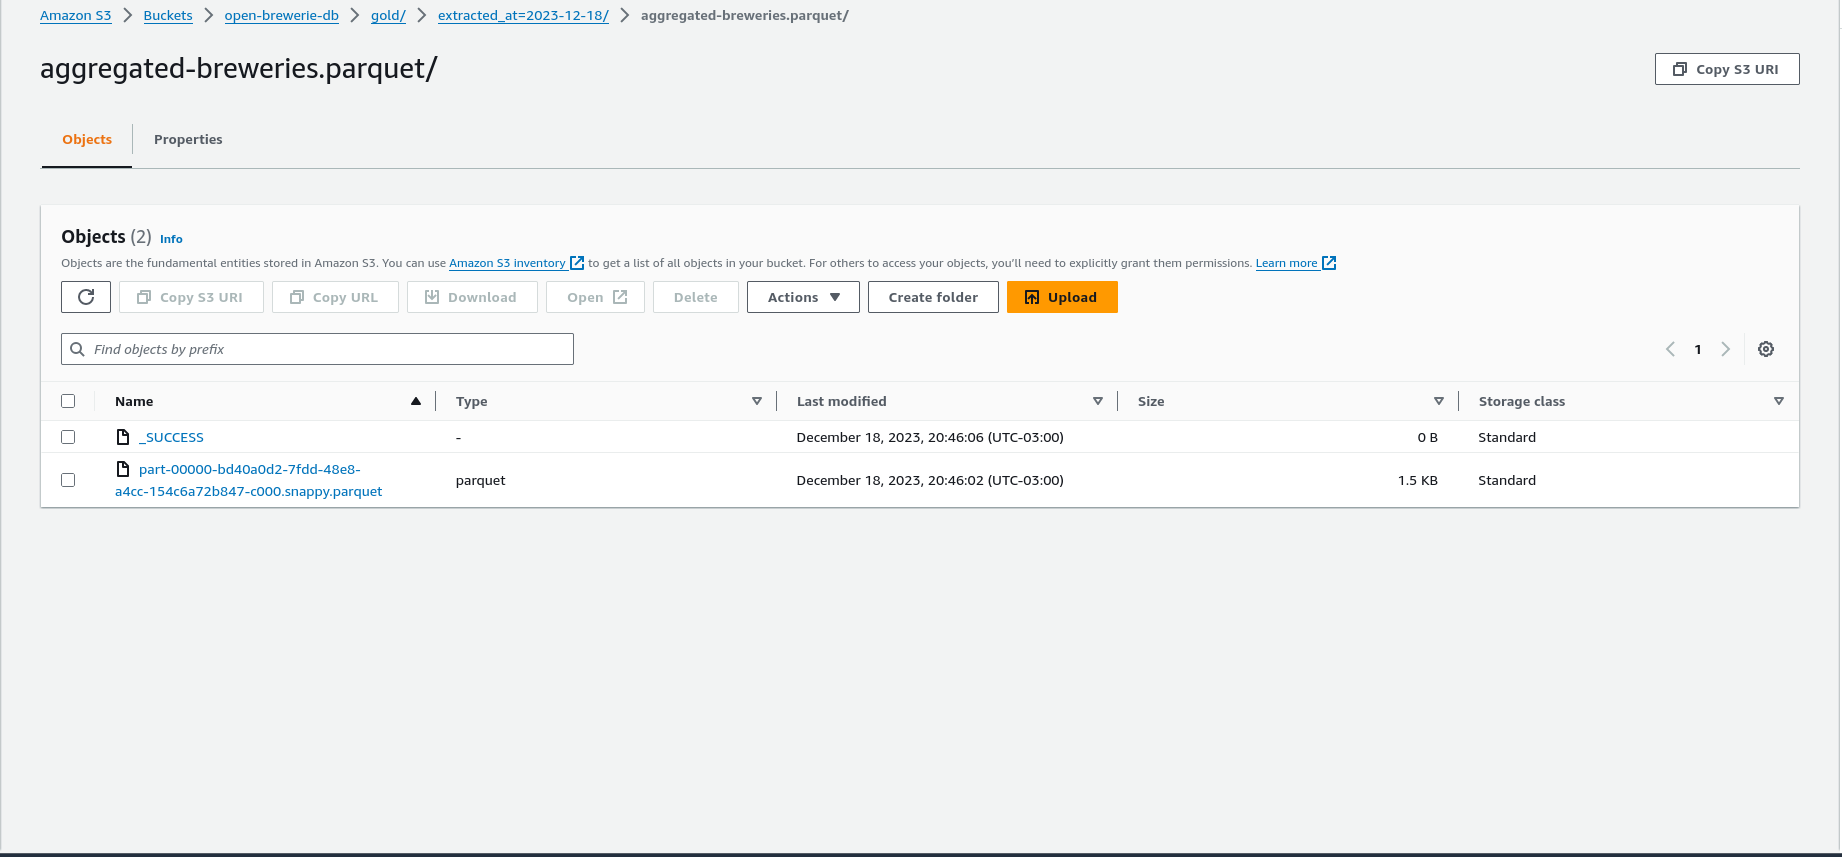 Amazon S3 Buckets open-brewerie-db gold/ extracted_at=2023-12-18/ aggregated-breweries.parquet/
aggregated-breweries.parquet/
Copy S3 URI
Objects Properties
Objects (2) Info
Objects are the fundamental entities stored in Amazon S3. You can use Amazon S3 inventory to get a list of all objects in your bucket. For others to access your objects, you'll need to explicitly grant them permissions. Learn more
Copy S3 URI Copy URL Download Open Delete Actions Create folder Upload
Find objects by prefix
1
Name Type Last modified Size Storage class
_SUCCESS - December 18, 2023, 20:46:06 (UTC-03:00) 0 B Standard
part-00000-bd40a0d2-7fdd-48e8-
a4cc-154c6a72b847-c000.snappy.parquet
parquet December 18, 2023, 20:46:02 (UTC-03:00) 1.5 KB Standard